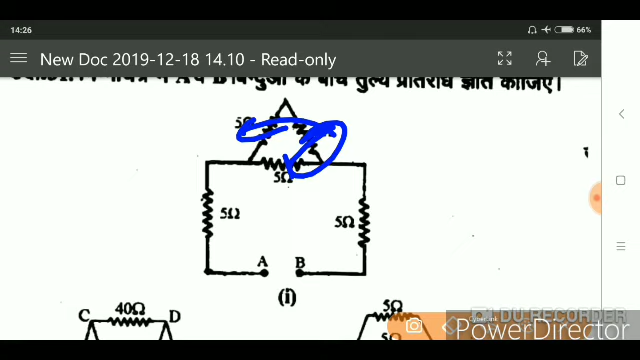 14:26
66%
New Doc 2019-12-18 14.10 - Read-only
A व B बिन्दुओं के बीच तुल्य प्रतिरोध ज्ञात कीजिए।
5Ω
5Ω
5Ω
A
B
(i)
C
40Ω
D
5Ω
DU RECORDER
CyberLink
PowerDirector